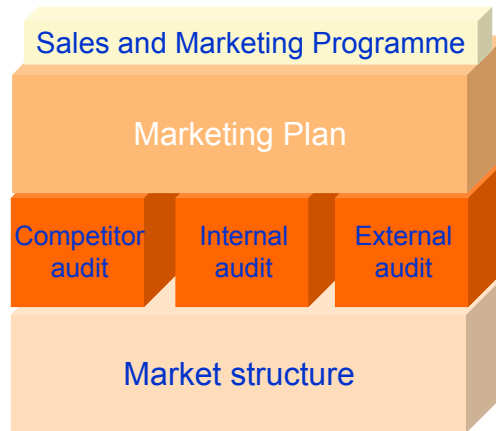 Sales and Marketing Programme
Marketing Plan
Competitor
audit
Internal
audit
External
audit
Market structure